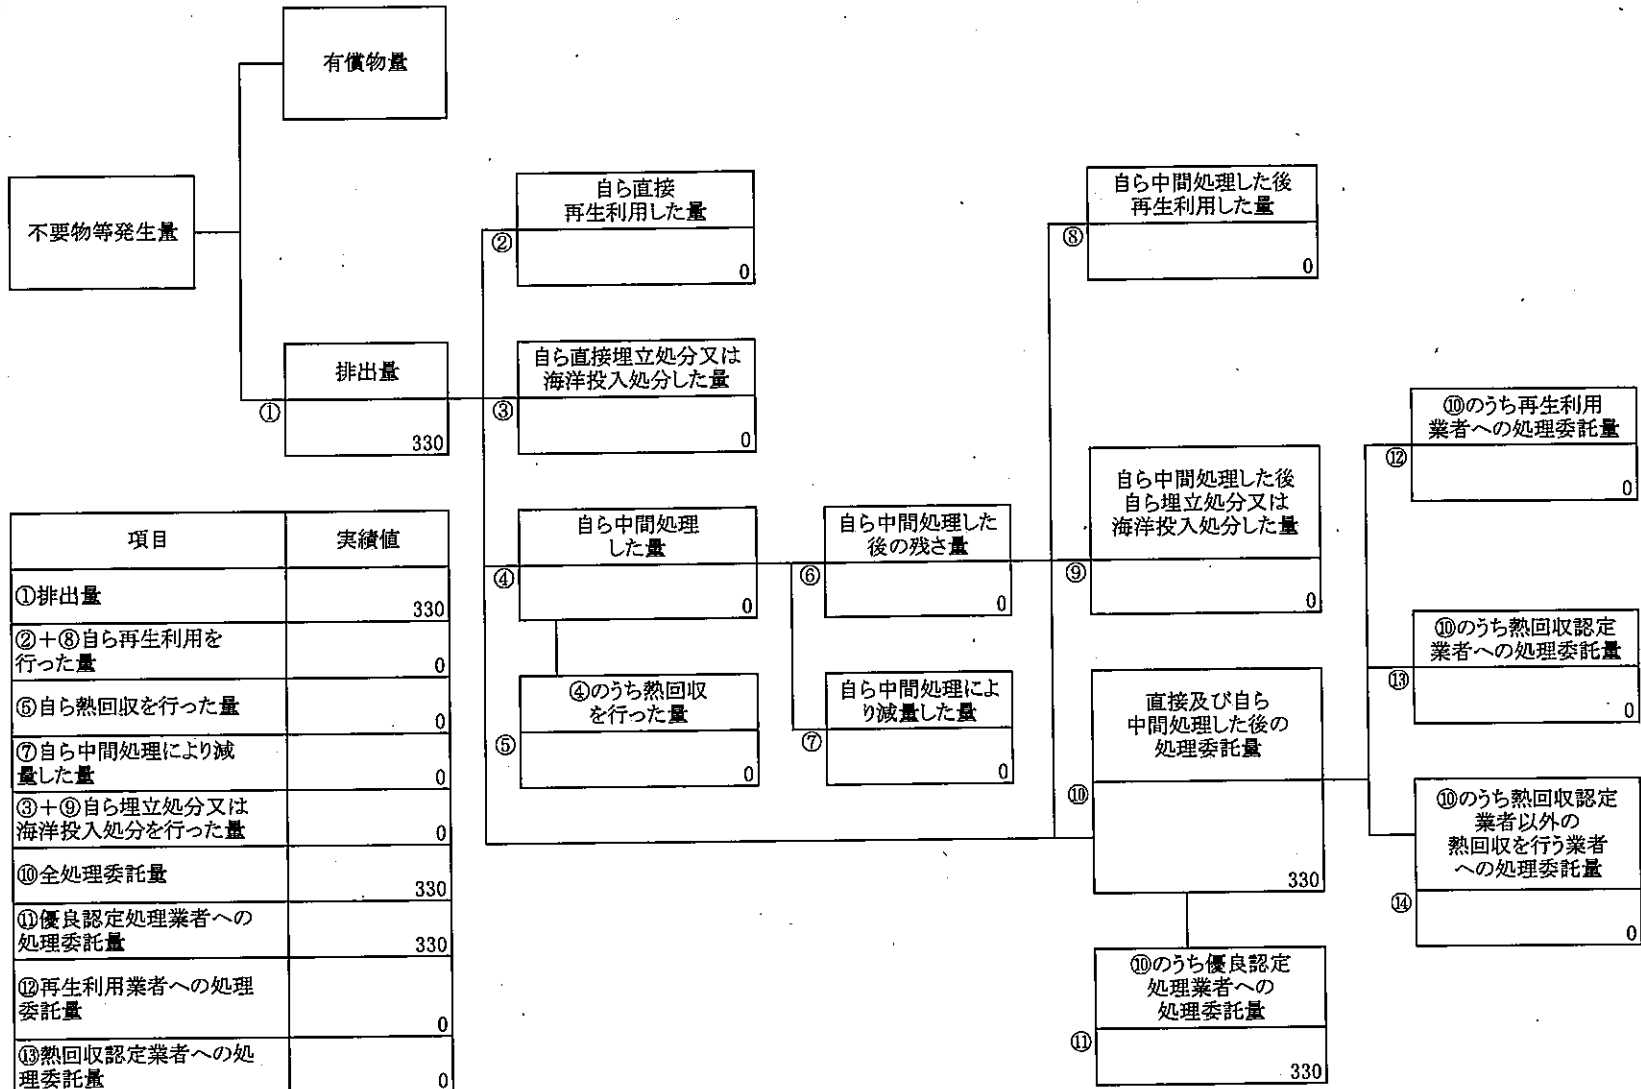 有償物量
不要物等発生量
排出量
①
330
自ら直接
再生利用した量
②
0
自ら直接埋立処分又は
海洋投入処分した量
③
0
自ら中間処理
した量
④
0
④のうち熱回収
を行った量
⑤
0
自ら中間処理した
後の残さ量
⑥
0
自ら中間処理によ
り減量した量
⑦
0
自ら中間処理した後
再生利用した量
⑧
0
自ら中間処理した後
自ら埋立処分又は
海洋投入処分した量
⑨
0
直接及び自ら
中間処理した後の
処理委託量
⑩
330
⑩のうち優良認定
処理業者への
処理委託量
⑪
330
⑩のうち再生利用
業者への処理委託量
⑫
0
⑩のうち熱回収認定
業者への処理委託量
⑬
0
⑩のうち熱回収認定
業者以外の
熱回収を行う業者
への処理委託量
⑭
0
項目 実績値
①排出量 330
②+⑧自ら再生利用を
行った量 0
⑤自ら熱回収を行った量 0
⑦自ら中間処理により減
量した量 0
③+⑨自ら埋立処分又は
海洋投入処分を行った量 0
⑩全処理委託量 330
⑪優良認定処理業者への
処理委託量 330
⑫再生利用業者への処理
委託量 0
⑬熱回収認定業者への処
理委託量 0